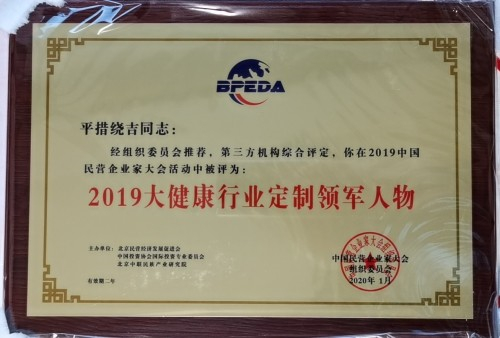 BPEDA
平措绕吉同志:
经组织委员会推荐,第三方机构综合评定,你在2019中国
民营企业家大会活动中被评为:
2019大健康行业定制领军人物
主办单位:北京民营经济发展促进会
中国投资协会国际投资专业委员会
北京中联民族产业研究院
有效期二年
中国民营企业家大会
组织委员会
2020年1月